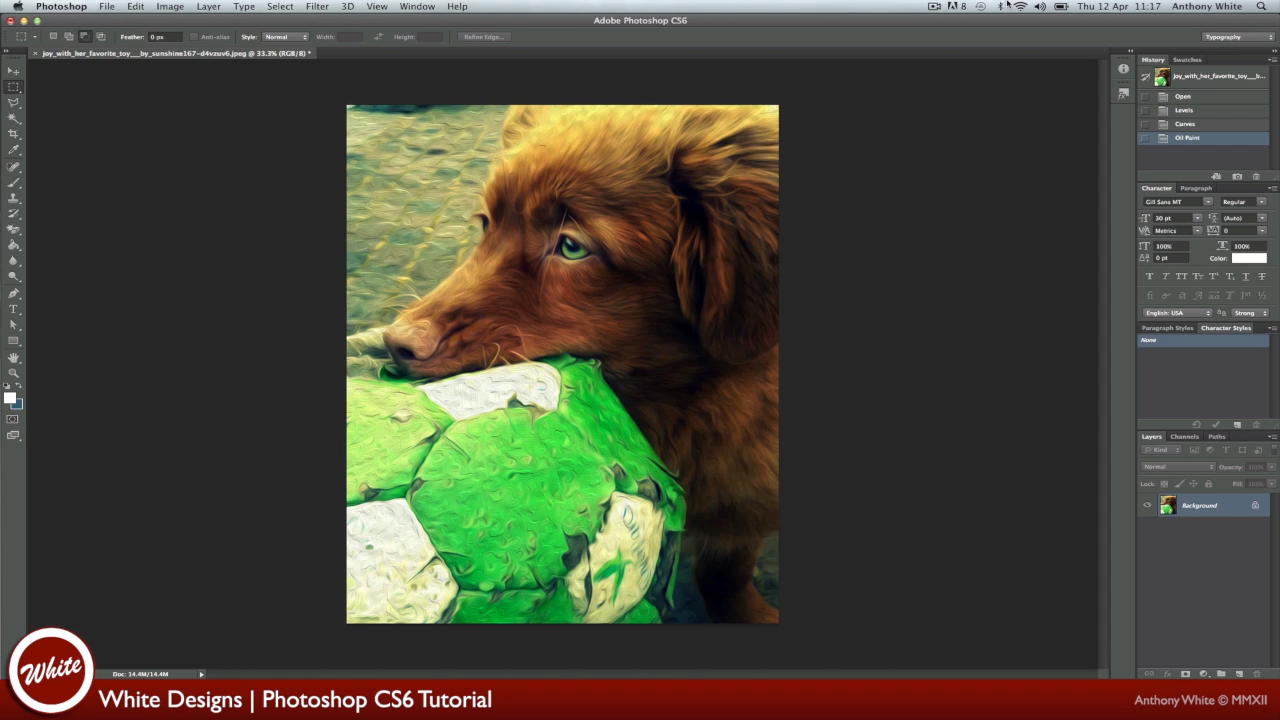 Photoshop File Edit Image Layer Type Select Filter 3D View Window Help 8 Thu 12 Apr 11:17 Anthony White
Adobe Photoshop CS6
Feather: 0 px Anti-alias Style: Normal Width: Height: Refine Edge... Typography
× joy_with_her_favorite_toy__by_sunshine167-d4vzuv6.jpeg @ 33.3% (RGB/8) *
History Swatches
joy_with_her_favorite_toy__b...
Open
Levels
Curves
Oil Paint
Character Paragraph
Gill Sans MT Regular
30 pt (Auto)
Metrics 0
100% 100%
0 pt Color:
English: USA Strong
Paragraph Styles Character Styles
None
Layers Channels Paths
Kind
Normal Opacity: 100%
Lock: Fill: 100%
Background
Doc: 14.4M/14.4M
White
White Designs | Photoshop CS6 Tutorial
Anthony White © MMXII